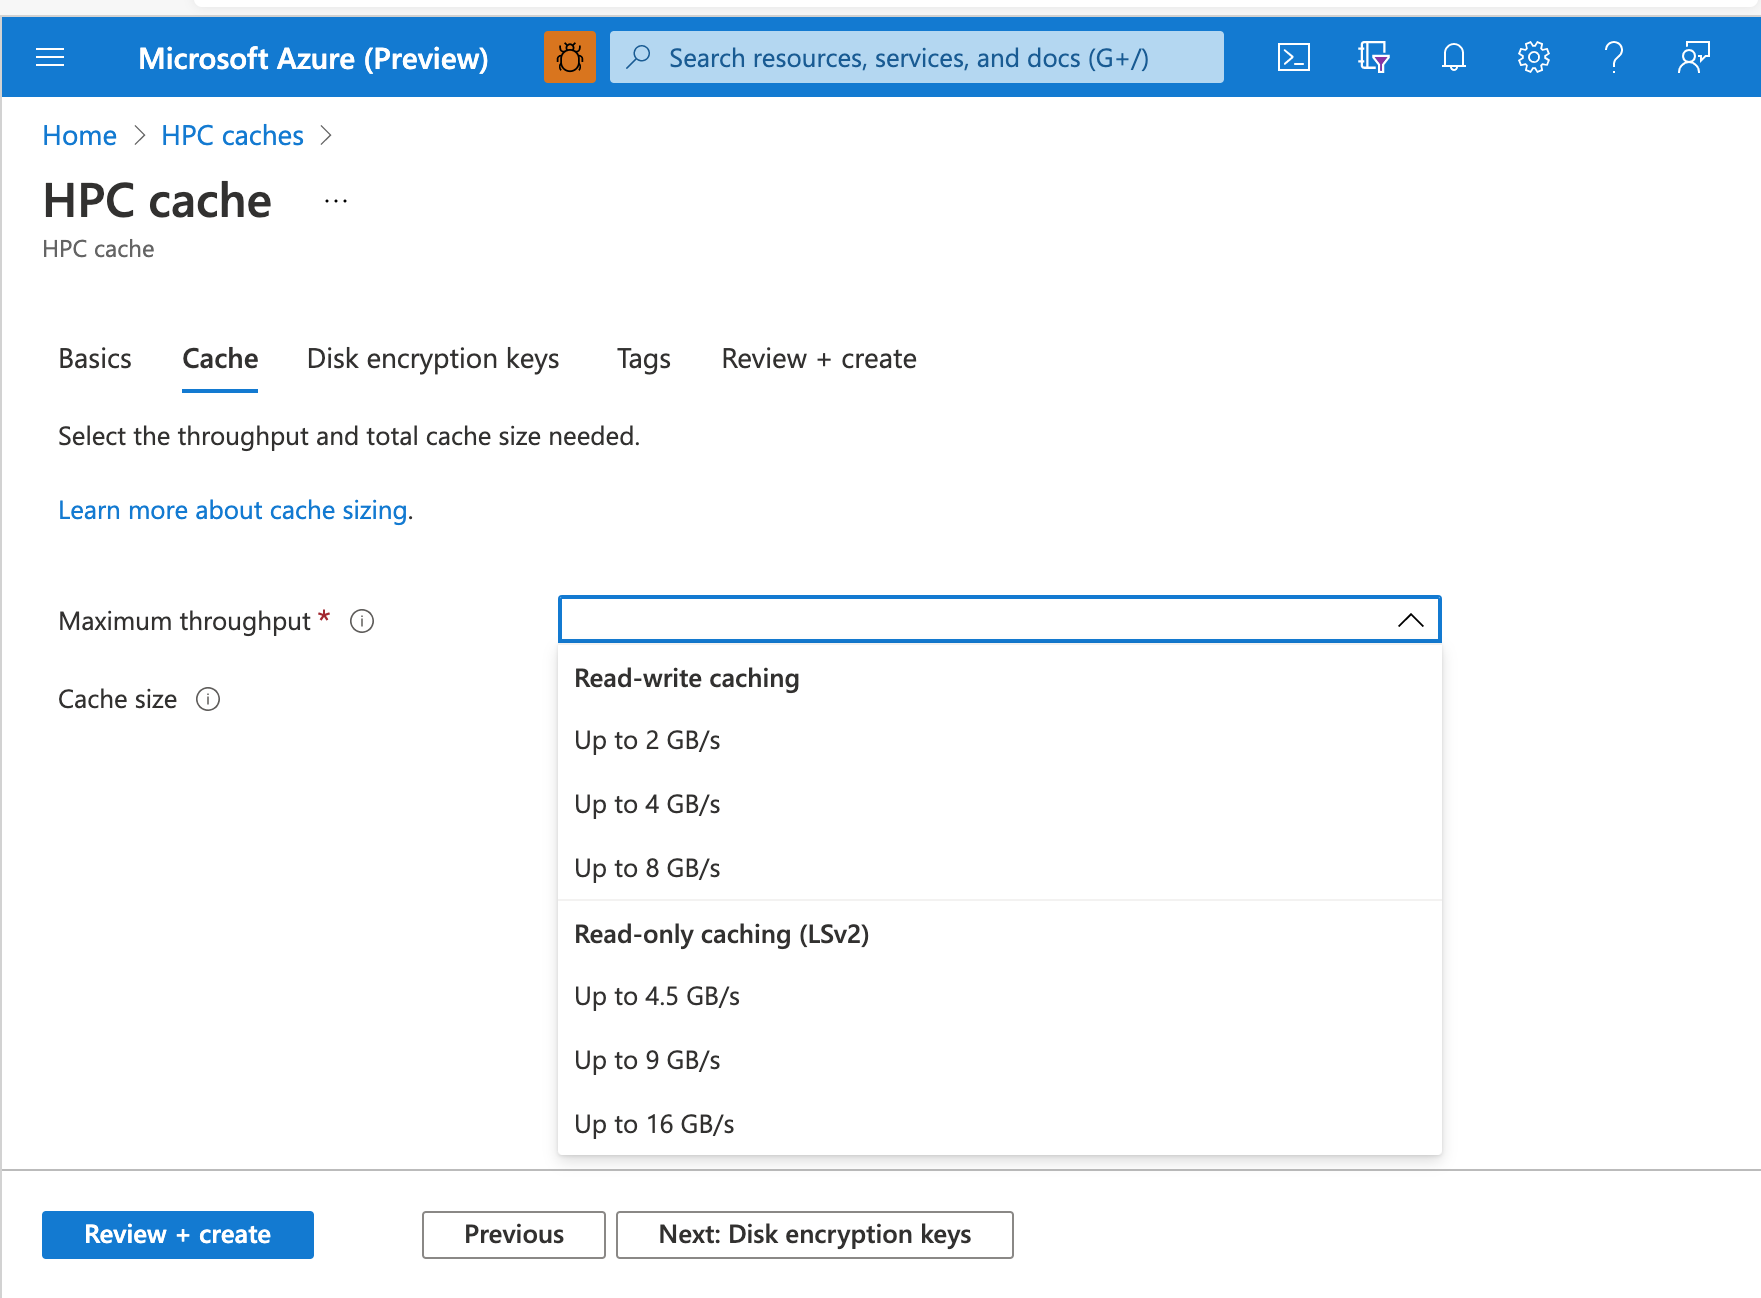 Microsoft Azure (Preview)
Search resources, services, and docs (G+/)
Home > HPC caches >
HPC cache ...
HPC cache
Basics Cache Disk encryption keys Tags Review + create
Select the throughput and total cache size needed.
Learn more about cache sizing.
Maximum throughput *
Cache size
Read-write caching
Up to 2 GB/s
Up to 4 GB/s
Up to 8 GB/s
Read-only caching (LSv2)
Up to 4.5 GB/s
Up to 9 GB/s
Up to 16 GB/s
Review + create Previous Next: Disk encryption keys